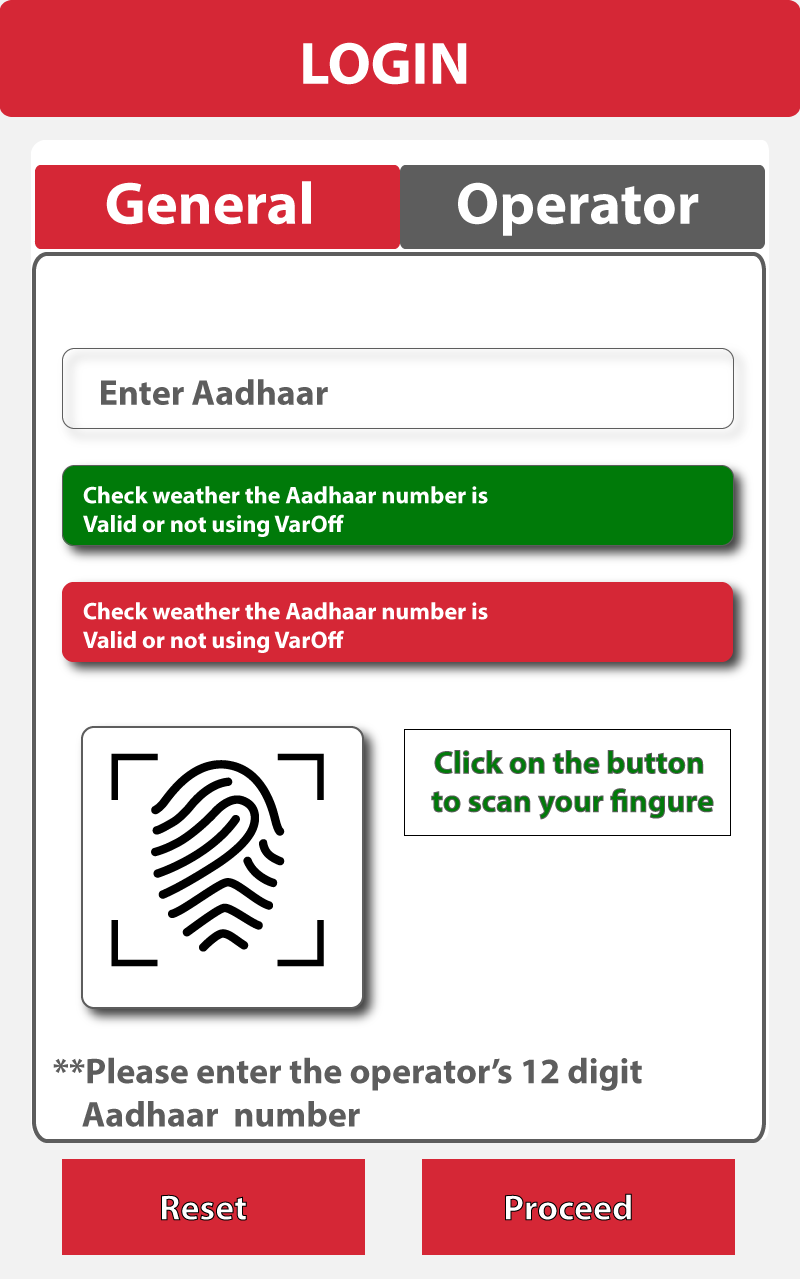 LOGIN
General
Operator
Enter Aadhaar
Check weather the Aadhaar number is
Valid or not using VarOff
Check weather the Aadhaar number is
Valid or not using VarOff
Click on the button
to scan your fingure
**Please enter the operator’s 12 digit
Aadhaar number
Reset
Proceed